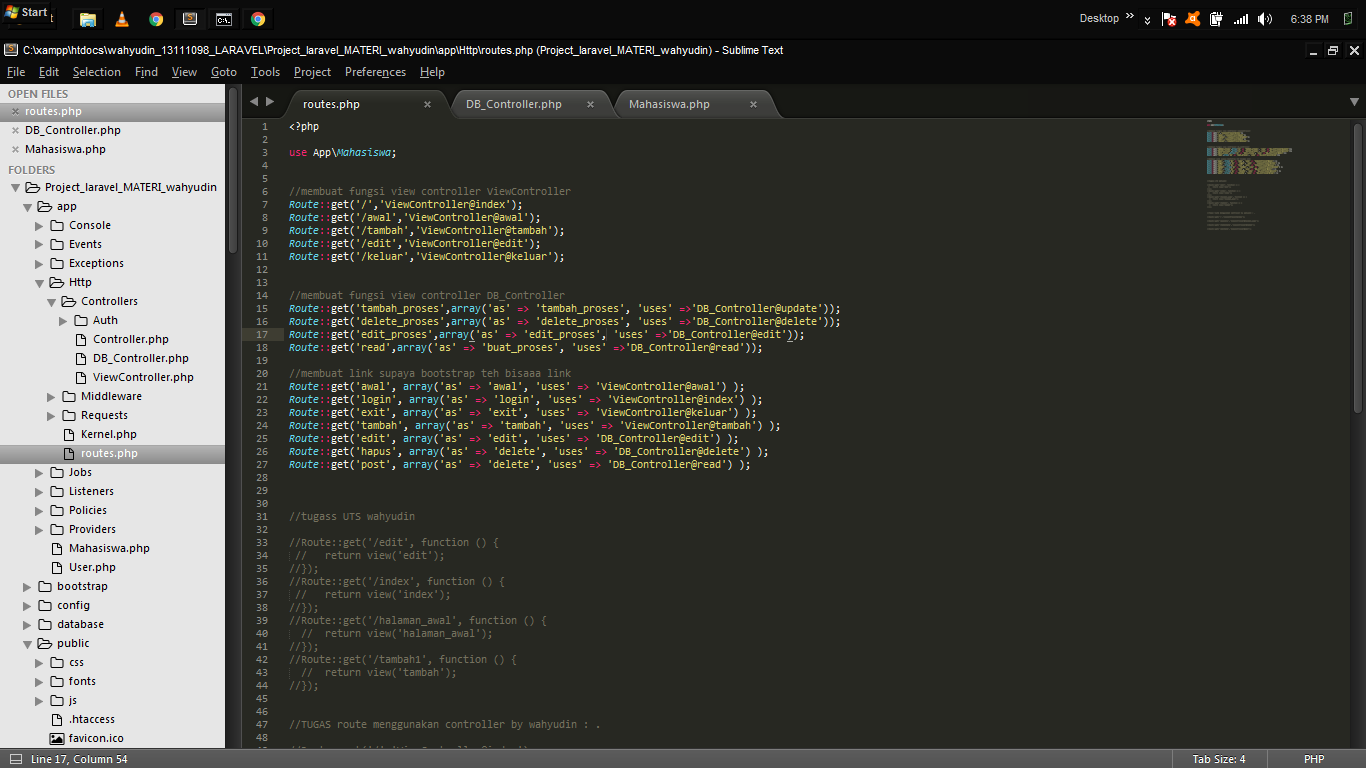 Start
Desktop »
6:38 PM
C:\xampp\htdocs\wahyudin_13111098_LARAVEL\Project_laravel_MATERI_wahyudin\app\Http\routes.php (Project_laravel_MATERI_wahyudin) - Sublime Text
File Edit Selection Find View Goto Tools Project Preferences Help
OPEN FILES
routes.php
DB_Controller.php
Mahasiswa.php
FOLDERS
Project_laravel_MATERI_wahyudin
app
Console
Events
Exceptions
Http
Controllers
Auth
Controller.php
DB_Controller.php
ViewController.php
Middleware
Requests
Kernel.php
routes.php
Jobs
Listeners
Policies
Providers
Mahasiswa.php
User.php
bootstrap
config
database
public
css
fonts
js
.htaccess
favicon.ico
routes.php DB_Controller.php Mahasiswa.php
1 <?php
2
3 use App\Mahasiswa;
4
5
6 //membuat fungsi view controller ViewController
7 Route::get('/','ViewController@index');
8 Route::get('/awal','ViewController@awal');
9 Route::get('/tambah','ViewController@tambah');
10 Route::get('/edit','ViewController@edit');
11 Route::get('/keluar','ViewController@keluar');
12
13
14 //membuat fungsi view controller DB_Controller
15 Route::get('tambah_proses',array('as' => 'tambah_proses', 'uses' =>'DB_Controller@update'));
16 Route::get('delete_proses',array('as' => 'delete_proses', 'uses' =>'DB_Controller@delete'));
17 Route::get('edit_proses',array('as' => 'edit_proses', 'uses' =>'DB_Controller@edit'));
18 Route::get('read',array('as' => 'buat_proses', 'uses' =>'DB_Controller@read'));
19
20 //membuat link supaya bootstrap teh bisaaa link
21 Route::get('awal', array('as' => 'awal', 'uses' => 'ViewController@awal') );
22 Route::get('login', array('as' => 'login', 'uses' => 'ViewController@index') );
23 Route::get('exit', array('as' => 'exit', 'uses' => 'ViewController@keluar') );
24 Route::get('tambah', array('as' => 'tambah', 'uses' => 'ViewController@tambah') );
25 Route::get('edit', array('as' => 'edit', 'uses' => 'DB_Controller@edit') );
26 Route::get('hapus', array('as' => 'delete', 'uses' => 'DB_Controller@delete') );
27 Route::get('post', array('as' => 'delete', 'uses' => 'DB_Controller@read') );
28
29
30
31 //tugass UTS wahyudin
32
33 //Route::get('/edit', function () {
34 // return view('edit');
35 //});
36 //Route::get('/index', function () {
37 // return view('index');
38 //});
39 //Route::get('/halaman_awal', function () {
40 // return view('halaman_awal');
41 //});
42 //Route::get('/tambah1', function () {
43 // return view('tambah');
44 //});
45
46
47 //TUGAS route menggunakan controller by wahyudin : .
48
Line 17, Column 54
Tab Size: 4
PHP